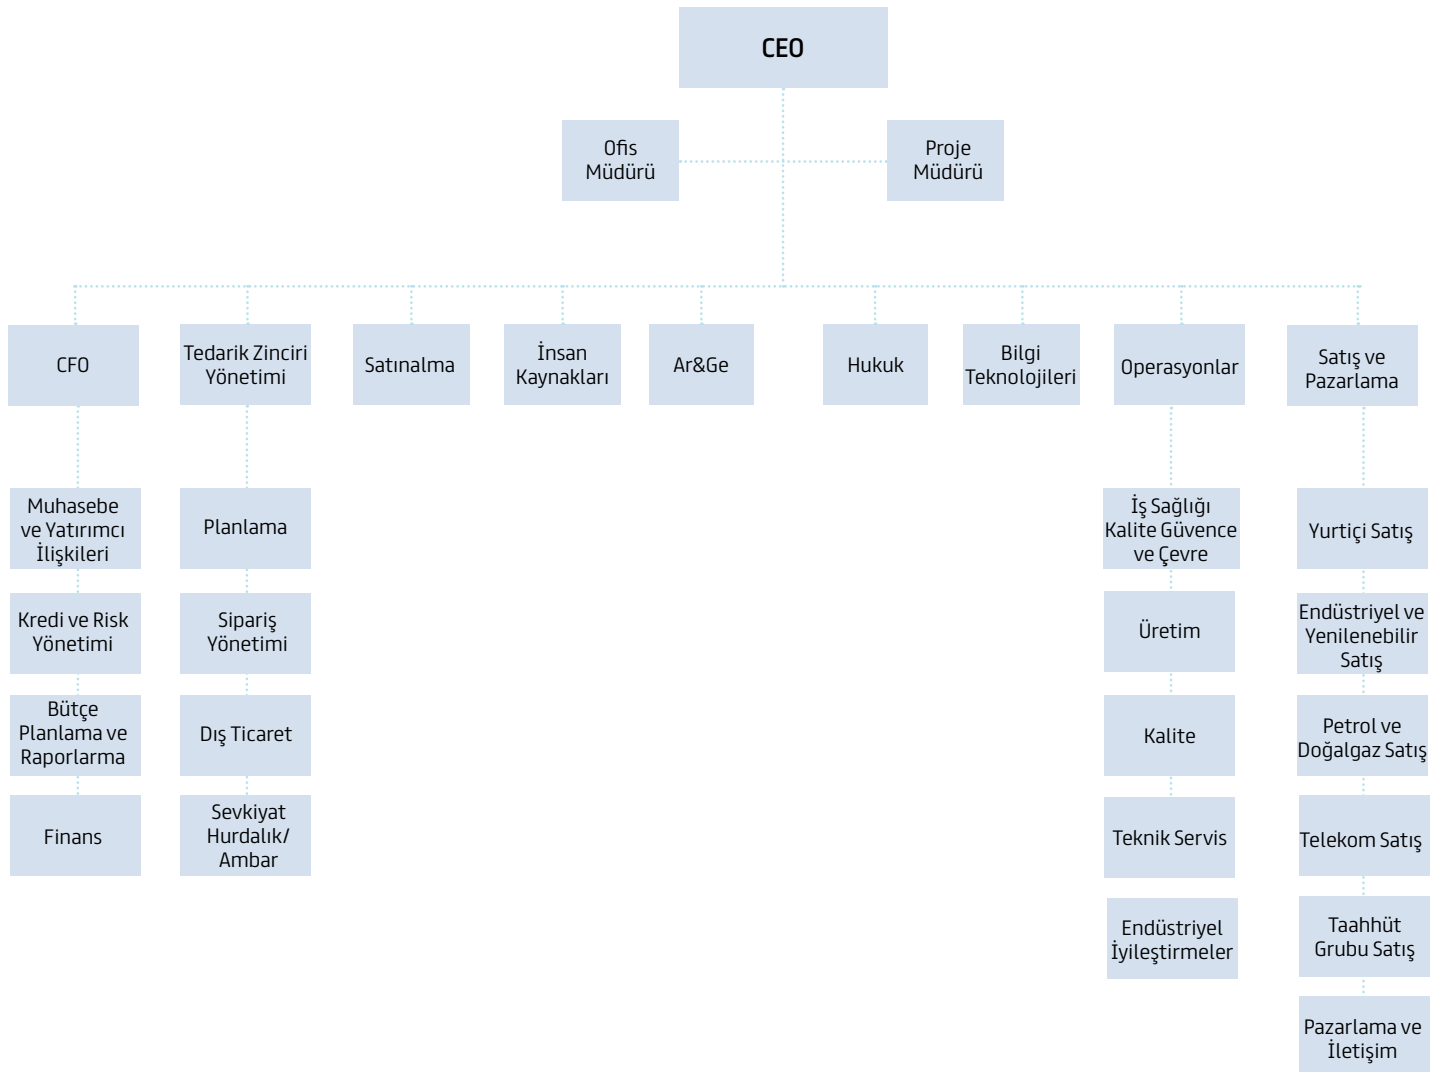 CEO
Ofis
Müdürü
Proje
Müdürü
CFO
Tedarik Zinciri
Yönetimi
Satınalma
İnsan
Kaynakları
Ar&Ge
Hukuk
Bilgi
Teknolojileri
Operasyonlar
Satış ve
Pazarlama
Muhasebe
ve Yatırımcı
İlişkileri
Kredi ve Risk
Yönetimi
Bütçe
Planlama ve
Raporlarma
Finans
Planlama
Sipariş
Yönetimi
Dış Ticaret
Sevkiyat
Hurdalık/
Ambar
İş Sağlığı
Kalite Güvence
ve Çevre
Üretim
Kalite
Teknik Servis
Endüstriyel
İyileştirmeler
Yurtiçi Satış
Endüstriyel ve
Yenilenebilir
Satış
Petrol ve
Doğalgaz Satış
Telekom Satış
Taahhüt
Grubu Satış
Pazarlama ve
İletişim